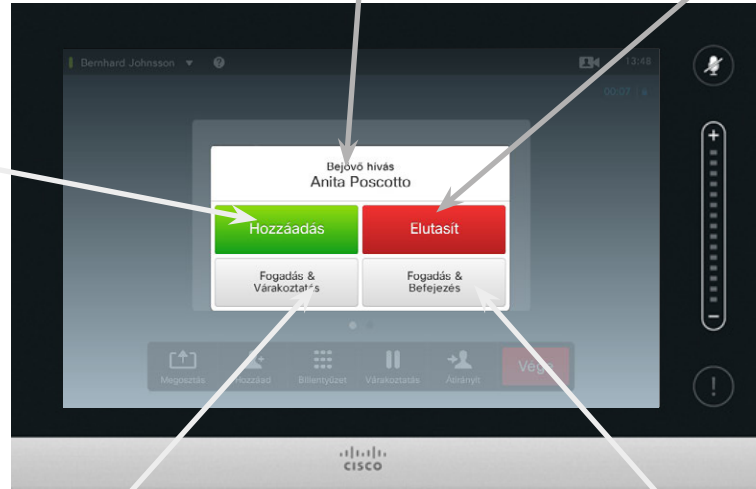 Bernhard Johnsson
?
13:48
00:07
Bejövő hívás
Anita Poscotto
Hozzáadás
Elutasít
Fogadás &
Várakoztatás
Fogadás &
Befejezés
Megosztás
Hozzáad
Billentyűzet
Várakoztatás
Átirányít
Vége
+
−
!
CISCO